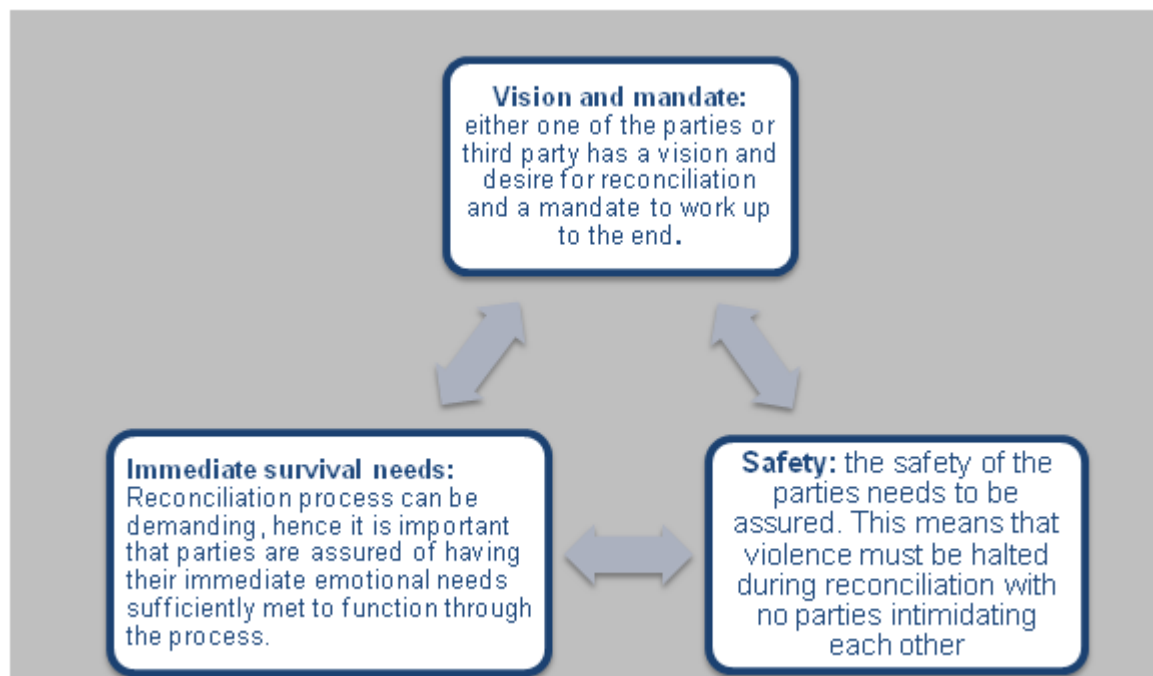 Vision and mandate:
either one of the parties or
third party has a vision and
desire for reconciliation
and a mandate to work up
to the end.
Immediate survival needs:
Reconciliation process can be
demanding, hence it is important
that parties are assured of having
their immediate emotional needs
sufficiently met to function through
the process.
Safety: the safety of the
parties needs to be
assured. This means that
violence must be halted
during reconciliation with
no parties intimidating
each other